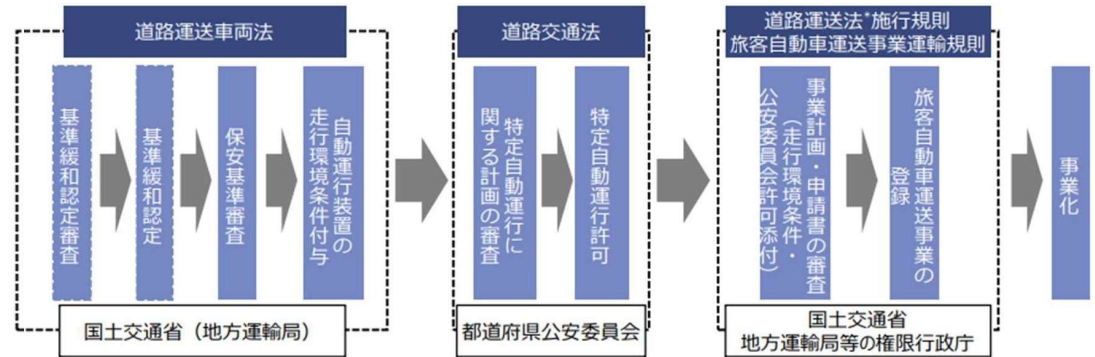 道路運送車両法
道路交通法
道路運送法*施行規則
旅客自動車運送事業運輸規則
基準緩和認定審査
基準緩和認定
保安基準審査
自動運行装置の
走行環境条件付与
特定自動運行に
関する計画の審査
特定自動運行許可
事業計画・申請書の審査
(走行環境条件・
公安委員会許可添付)
旅客自動車運送事業の
登録
事業化
国土交通省(地方運輸局)
都道府県公安委員会
国土交通省
地方運輸局等の権限行政庁